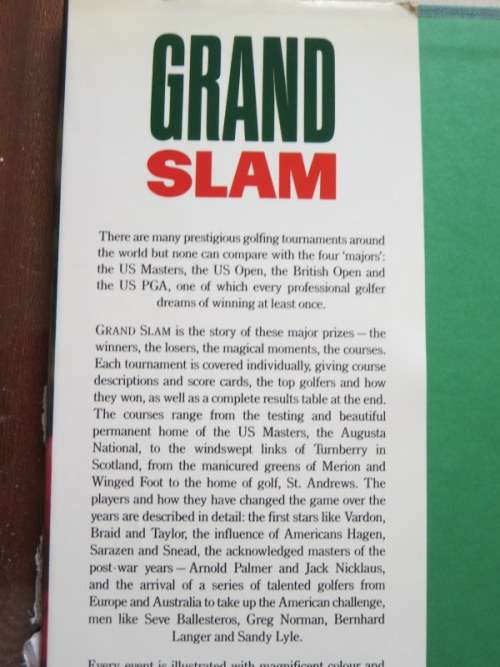 GRAND
SLAM
There are many prestigious golfing tournaments around
the world but none can compare with the four 'majors':
the US Masters, the US Open, the British Open and
the US PGA, one of which every professional golfer
dreams of winning at least once.
GRAND SLAM is the story of these major prizes – the
winners, the losers, the magical moments, the courses.
Each tournament is covered individually, giving course
descriptions and score cards, the top golfers and how
they won, as well as a complete results table at the end.
The courses range from the testing and beautiful
permanent home of the US Masters, the Augusta
National, to the windswept links of Turnberry in
Scotland, from the manicured greens of Merion and
Winged Foot to the home of golf, St. Andrews. The
players and how they have changed the game over the
years are described in detail: the first stars like Vardon,
Braid and Taylor, the influence of Americans Hagen,
Sarazen and Snead, the acknowledged masters of the
post-war years – Arnold Palmer and Jack Nicklaus,
and the arrival of a series of talented golfers from
Europe and Australia to take up the American challenge,
men like Seve Ballesteros, Greg Norman, Bernhard
Langer and Sandy Lyle.
Every event is illustrated with magnificent colour and